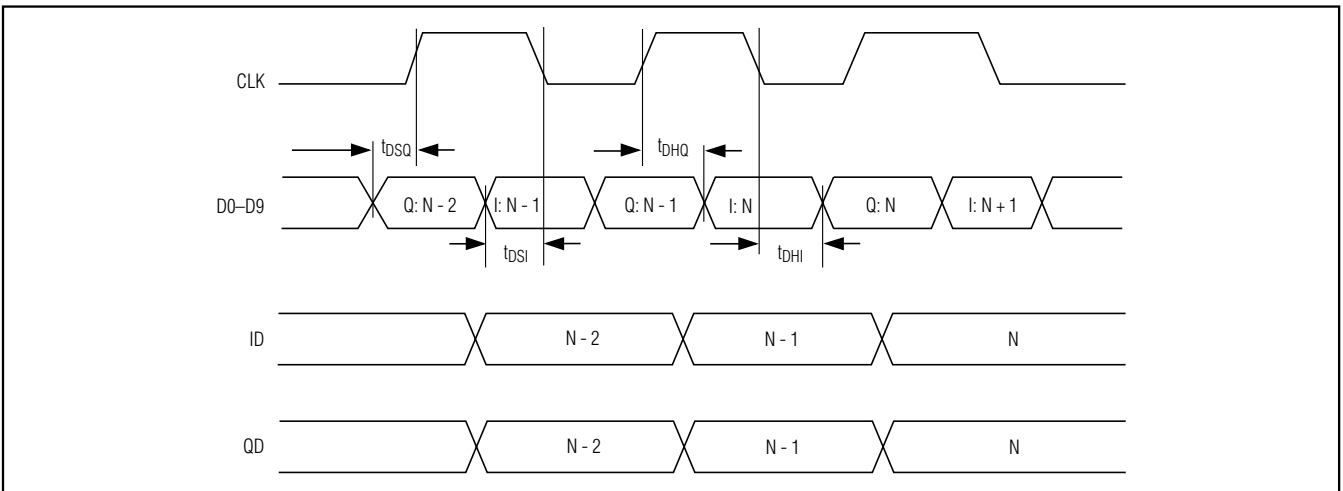 CLK
tDSQ
tDHQ
D0–D9
Q: N - 2
I: N - 1
Q: N - 1
I: N
Q: N
I: N + 1
tDSI
tDHI
ID
N - 2
N - 1
N
QD
N - 2
N - 1
N